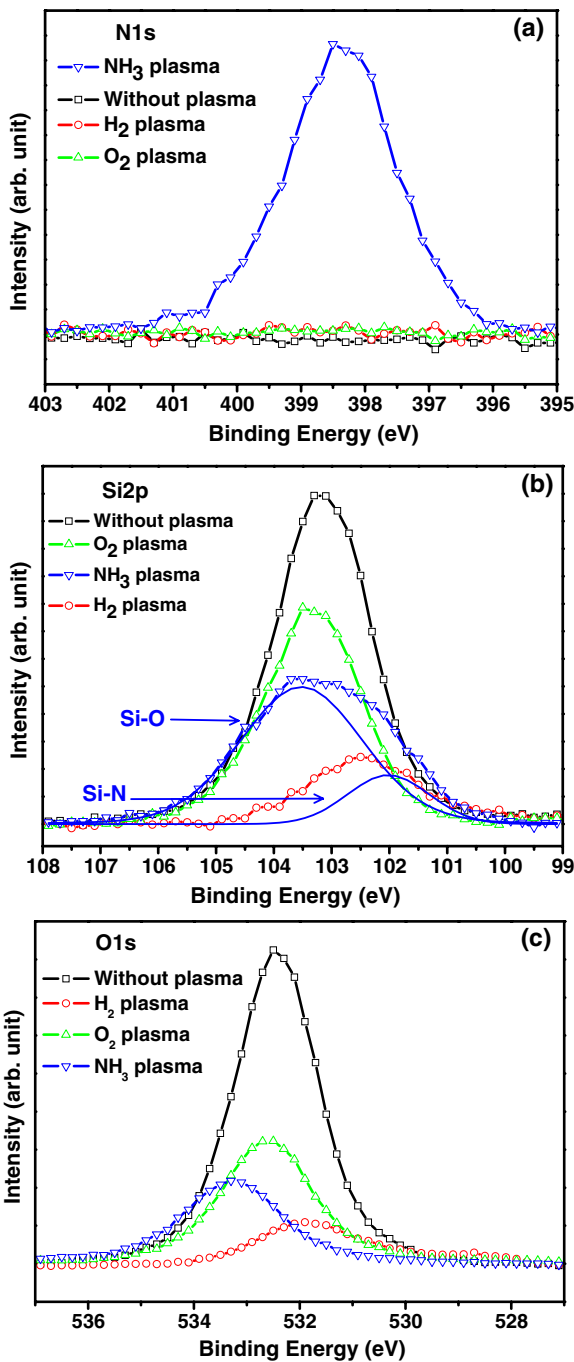 N1s
(a)
NH3 plasma
Without plasma
H2 plasma
O2 plasma
Intensity (arb. unit)
403 402 401 400 399 398 397 396 395
Binding Energy (eV)
Si2p
(b)
Without plasma
O2 plasma
NH3 plasma
H2 plasma
Intensity (arb. unit)
Si-O
Si-N
108 107 106 105 104 103 102 101 100 99
Binding Energy (eV)
O1s
(c)
Without plasma
H2 plasma
O2 plasma
NH3 plasma
Intensity (arb. unit)
536 534 532 530 528
Binding Energy (eV)